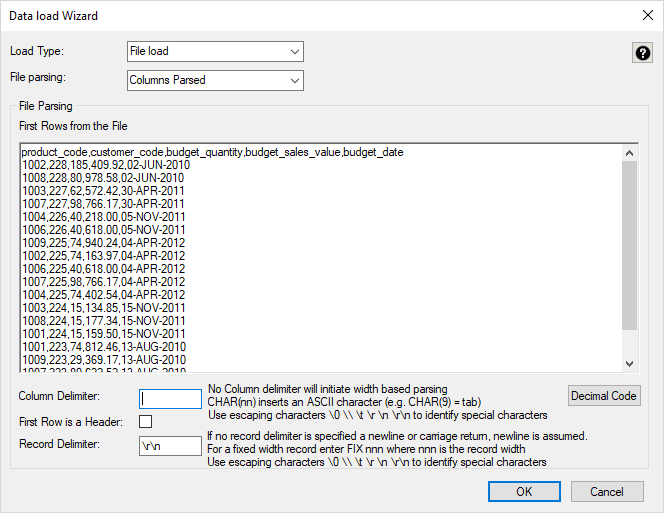 Data load Wizard
Load Type:
File load
File parsing:
Columns Parsed
File Parsing
First Rows from the File
product_code,customer_code,budget_quantity,budget_sales_value,budget_date
1002,228,185,409.92,02-JUN-2010
1008,228,80,978.58,02-JUN-2010
1003,227,62,572.42,30-APR-2011
1007,227,98,766.17,30-APR-2011
1004,226,40,218.00,05-NOV-2011
1006,226,40,618.00,05-NOV-2011
1009,225,74,940.24,04-APR-2012
1002,225,74,163.97,04-APR-2012
1006,225,40,618.00,04-APR-2012
1007,225,98,766.17,04-APR-2012
1004,225,74,402.54,04-APR-2012
1003,224,15,134.85,15-NOV-2011
1008,224,15,177.34,15-NOV-2011
1001,224,15,159.50,15-NOV-2011
1001,223,74,812.46,13-AUG-2010
1009,223,29,369.17,13-AUG-2010
Column Delimiter:
No Column delimiter will initiate width based parsing
CHAR(nn) inserts an ASCII character (e.g. CHAR(9) = tab)
Use escaping characters \0 \\ \t \r \n \r\n to identify special characters
Decimal Code
First Row is a Header:
Record Delimiter:
\r\n
If no record delimiter is specified a newline or carriage return, newline is assumed.
For a fixed width record enter FIX nnn where nnn is the record width
Use escaping characters \0 \\ \t \r \n \r\n to identify special characters
OK
Cancel